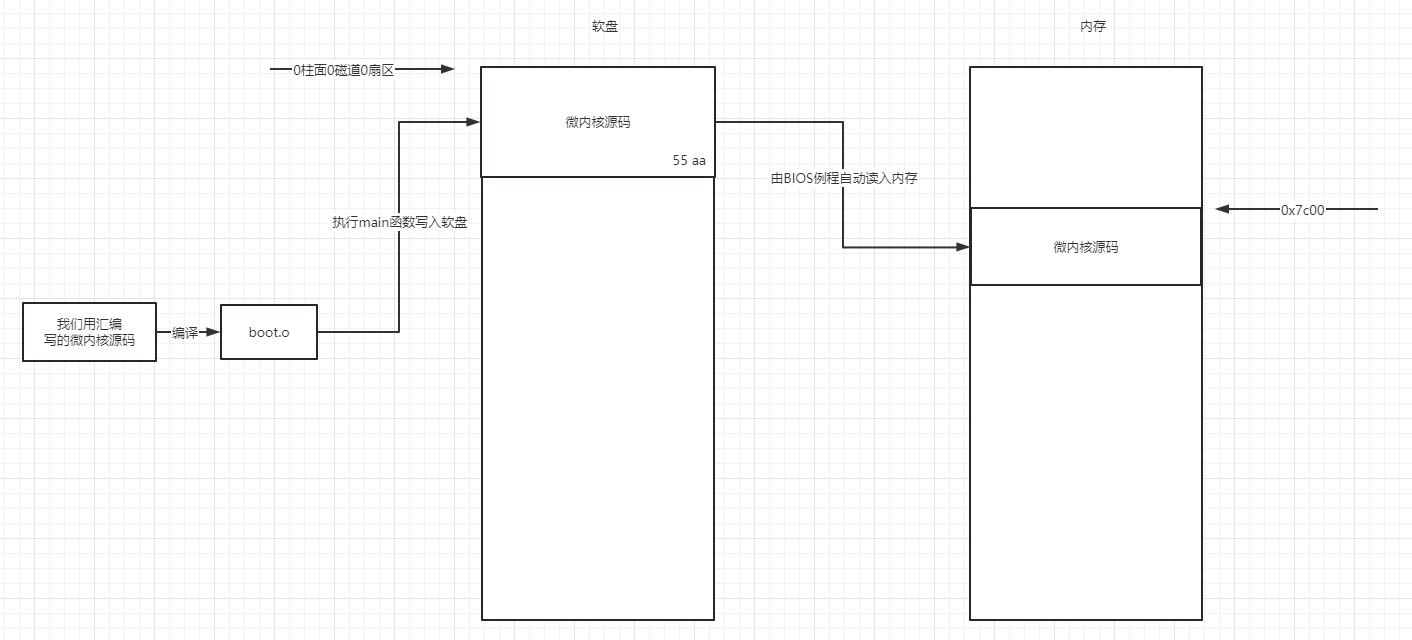 软盘
内存
0柱面0磁道0扇区
微内核源码
55 aa
由BIOS例程自动读入内存
0x7c00
执行main函数写入软盘
微内核源码
我们用汇编
写的微内核源码
编译
boot.o